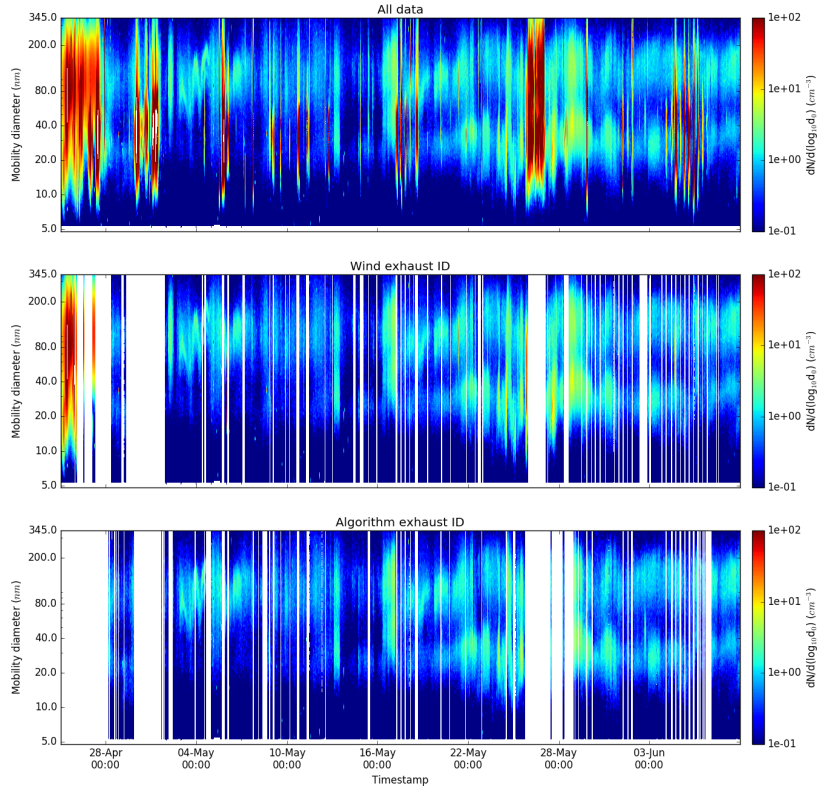 All data
345.0
200.0
80.0
40.0
20.0
10.0
5.0
Mobility diameter (nm)
1e+02
1e+01
1e+00
1e-01
dN/d(log₁₀d₀) (cm⁻³)
Wind exhaust ID
345.0
200.0
80.0
40.0
20.0
10.0
5.0
Mobility diameter (nm)
1e+02
1e+01
1e+00
1e-01
dN/d(log₁₀d₀) (cm⁻³)
Algorithm exhaust ID
345.0
200.0
80.0
40.0
20.0
10.0
5.0
Mobility diameter (nm)
1e+02
1e+01
1e+00
1e-01
dN/d(log₁₀d₀) (cm⁻³)
28-Apr 04-May 10-May 16-May 22-May 28-May 03-Jun
00:00 00:00 00:00 00:00 00:00 00:00 00:00
Timestamp